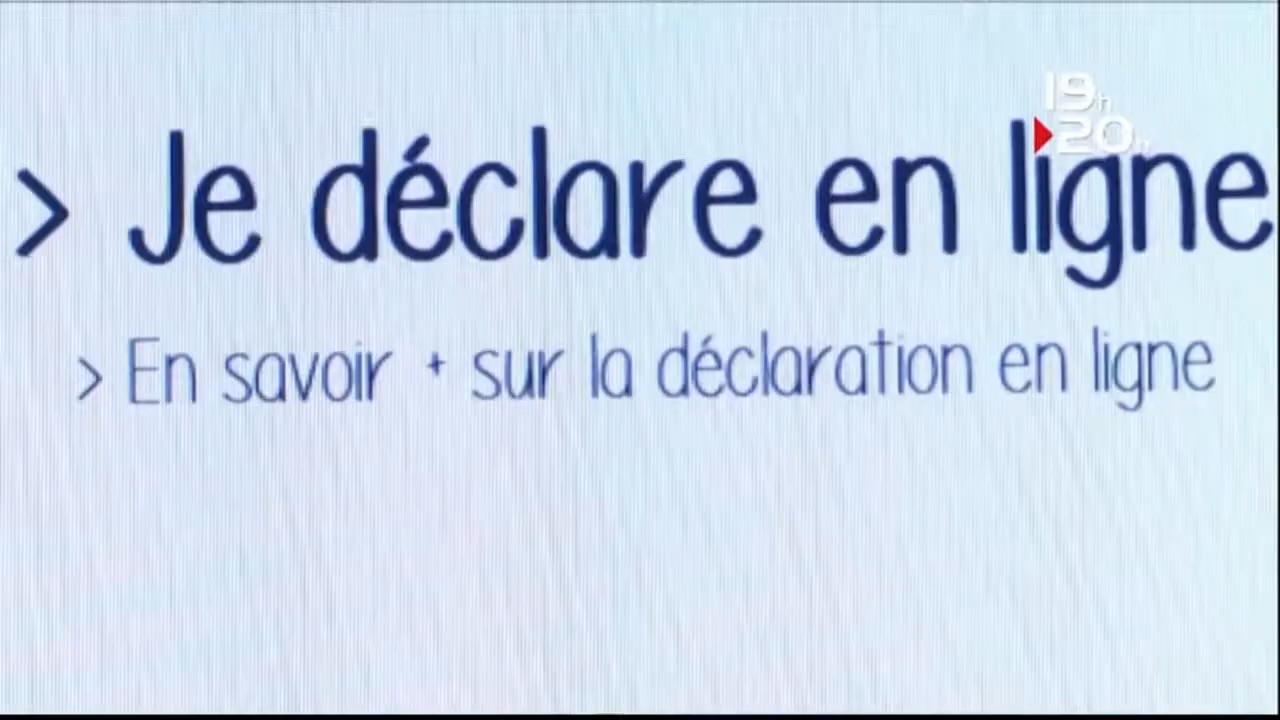 19h
20h
> Je déclare en ligne
> En savoir + sur la déclaration en ligne